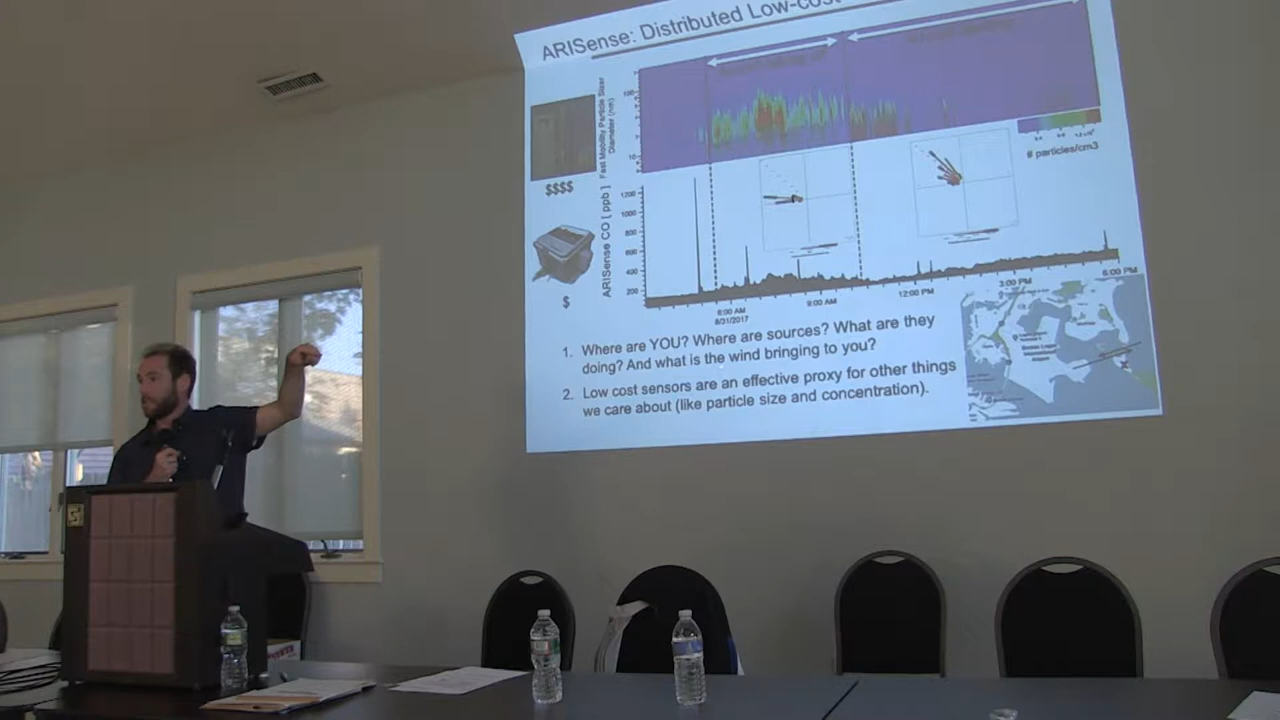 ARISense: Distributed Low-cost
Fast Mobility Particle Sizer
Diameter (nm)
100
10
$$$$
# particles/cm3
ARISense CO [ ppb ]
1200
1000
800
600
400
200
$
6:00 AM
8/31/2017
9:00 AM
12:00 PM
3:00 PM
6:00 PM
1. Where are YOU? Where are sources? What are they
doing? And what is the wind bringing to you?
2. Low cost sensors are an effective proxy for other things
we care about (like particle size and concentration).